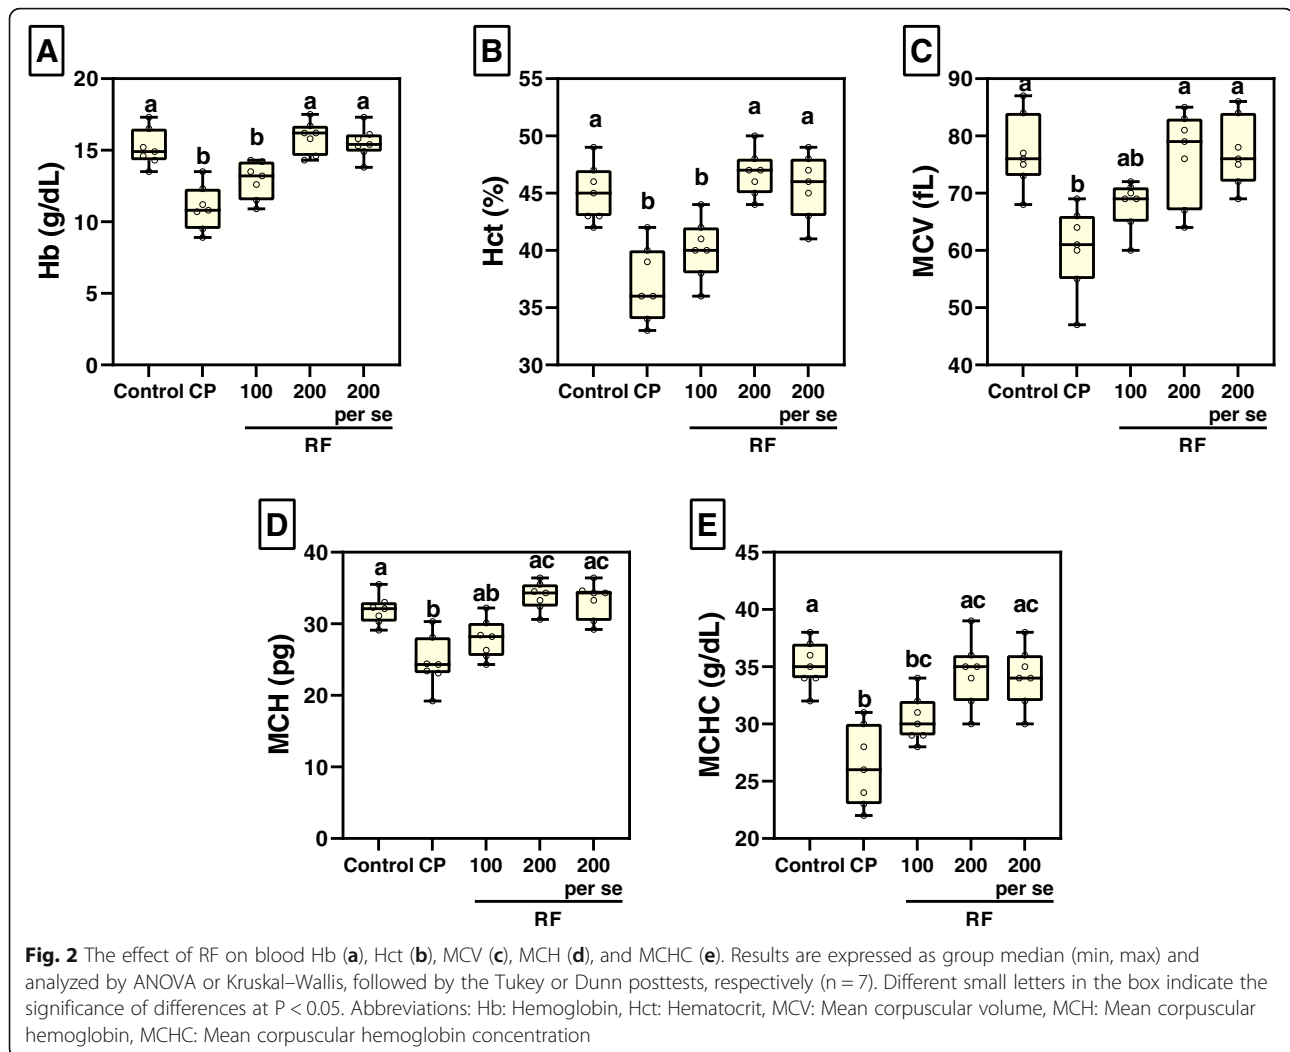 A
Hb (g/dL)
20
15
10
5
0
a
b
b
a
a
Control CP 100 200 200
per se
RF
B
Hct (%)
55
50
45
40
35
30
a
b
b
a
a
Control CP 100 200 200
per se
RF
C
MCV (fL)
90
80
70
60
50
40
a
b
ab
a
a
Control CP 100 200 200
per se
RF
D
MCH (pg)
40
30
20
10
0
a
b
ab
ac
ac
Control CP 100 200 200
per se
RF
E
MCHC (g/dL)
45
40
35
30
25
20
a
b
bc
ac
ac
Control CP 100 200 200
per se
RF
Fig. 2 The effect of RF on blood Hb (a), Hct (b), MCV (c), MCH (d), and MCHC (e). Results are expressed as group median (min, max) and
analyzed by ANOVA or Kruskal–Wallis, followed by the Tukey or Dunn posttests, respectively (n = 7). Different small letters in the box indicate the
significance of differences at P < 0.05. Abbreviations: Hb: Hemoglobin, Hct: Hematocrit, MCV: Mean corpuscular volume, MCH: Mean corpuscular
hemoglobin, MCHC: Mean corpuscular hemoglobin concentration